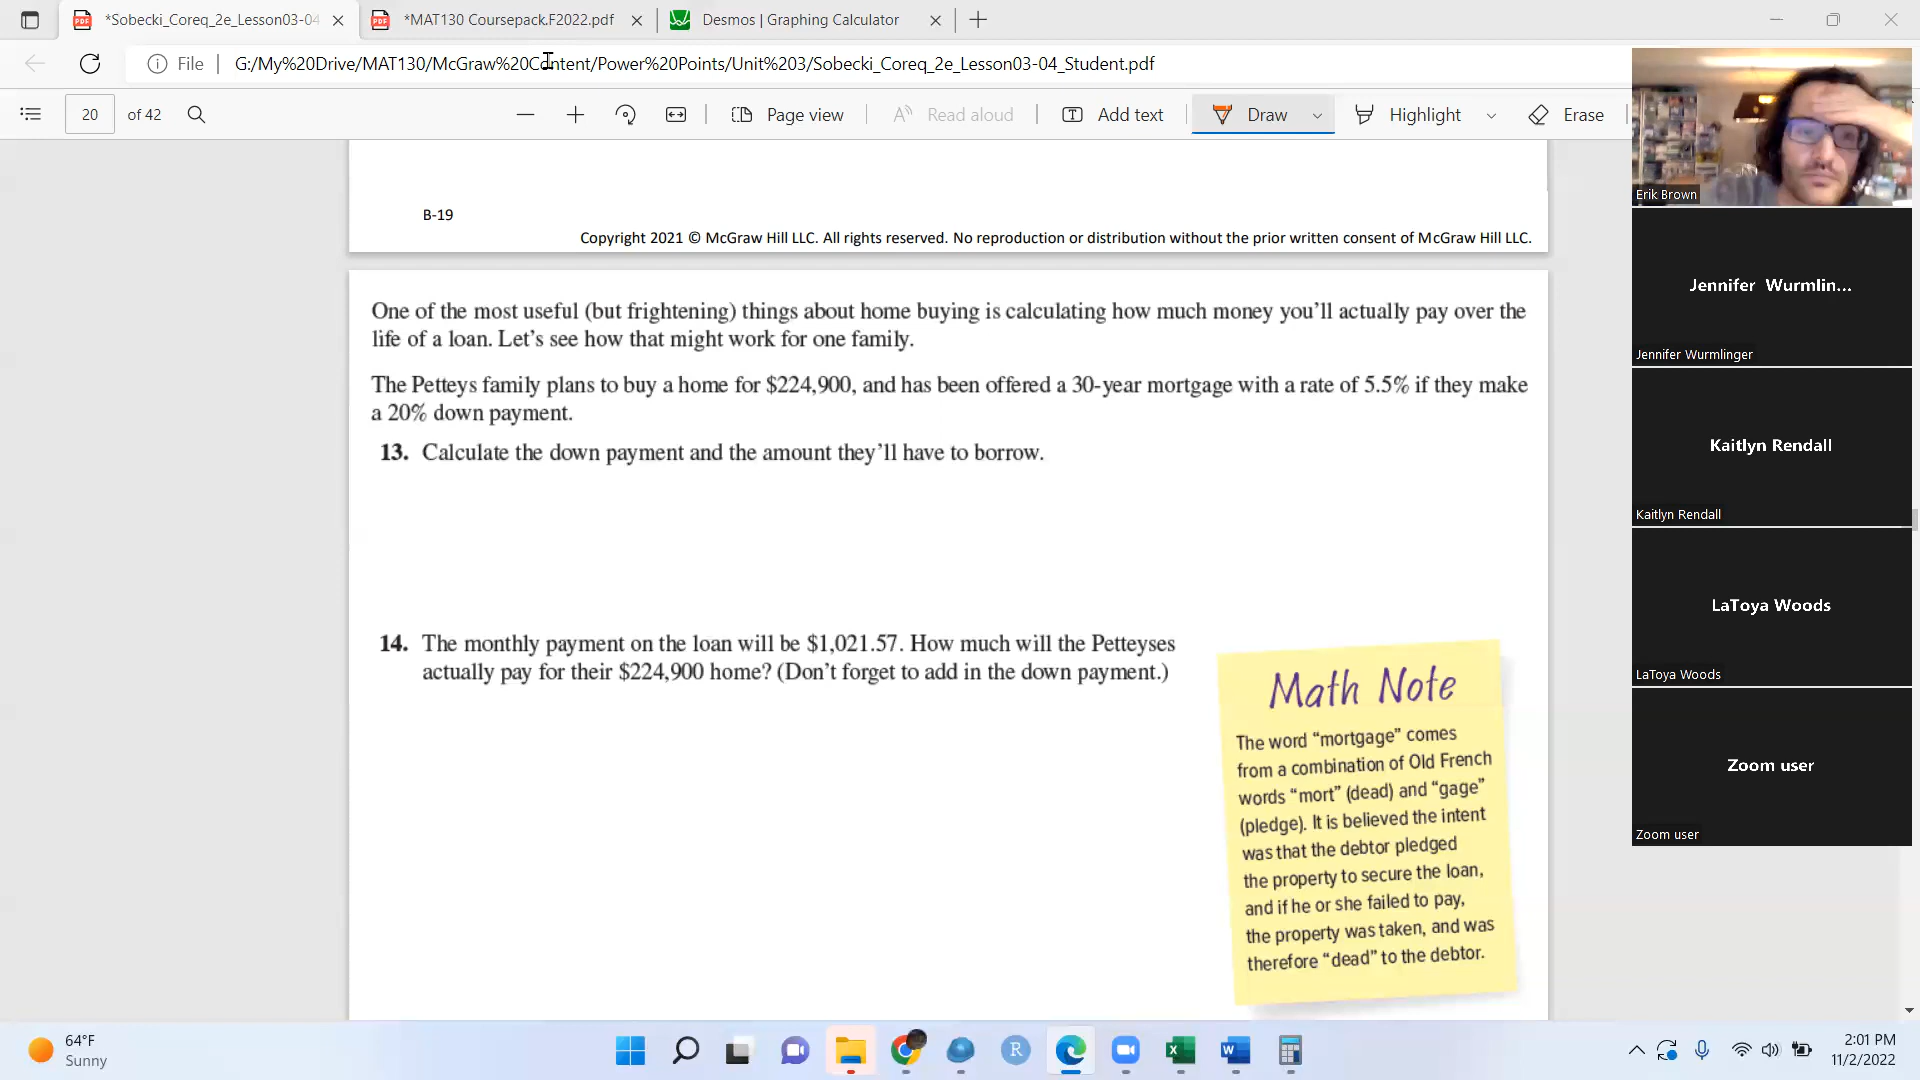 *Sobecki_Coreq_2e_Lesson03-04
*MAT130 Coursepack.F2022.pdf
Desmos | Graphing Calculator
File
G:/My%20Drive/MAT130/McGraw%20Content/Power%20Points/Unit%203/Sobecki_Coreq_2e_Lesson03-04_Student.pdf
20 of 42
Page view
Read aloud
Add text
Draw
Highlight
Erase
B-19
Copyright 2021 © McGraw Hill LLC. All rights reserved. No reproduction or distribution without the prior written consent of McGraw Hill LLC.
One of the most useful (but frightening) things about home buying is calculating how much money you'll actually pay over the
life of a loan. Let's see how that might work for one family.
The Petteys family plans to buy a home for $224,900, and has been offered a 30-year mortgage with a rate of 5.5% if they make
a 20% down payment.
13. Calculate the down payment and the amount they'll have to borrow.
14. The monthly payment on the loan will be $1,021.57. How much will the Petteyses
actually pay for their $224,900 home? (Don't forget to add in the down payment.)
Math Note
The word “mortgage” comes
from a combination of Old French
words “mort” (dead) and “gage”
(pledge). It is believed the intent
was that the debtor pledged
the property to secure the loan,
and if he or she failed to pay,
the property was taken, and was
therefore “dead” to the debtor.
Erik Brown
Jennifer Wurmlin...
Jennifer Wurmlinger
Kaitlyn Rendall
Kaitlyn Rendall
LaToya Woods
LaToya Woods
Zoom user
Zoom user
64°F
Sunny
2:01 PM
11/2/2022